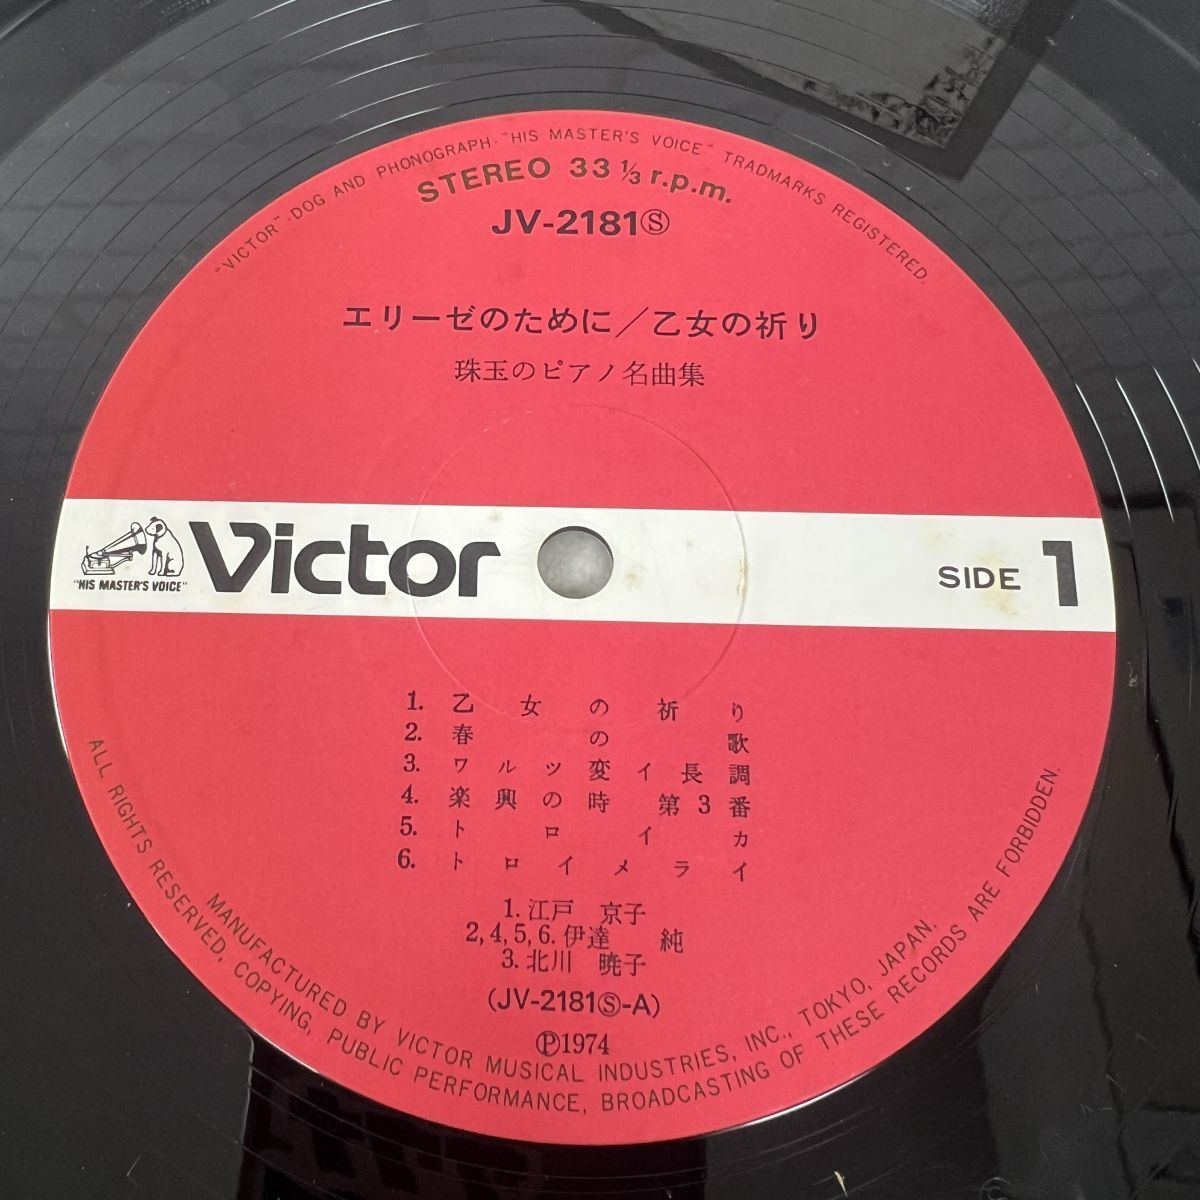 "VICTOR"-DOG AND PHONOGRAPH-"HIS MASTER'S VOICE" TRADMARKS REGISTERED.
STEREO 33 1/3 r.p.m.
JV-2181Ⓢ
エリーゼのために/乙女の祈り
珠玉のピアノ名曲集
"HIS MASTER'S VOICE"
Victor
SIDE 1
1. 乙女の祈り
2. 春の歌
3. ワルツ変イ長調
4. 楽興の時 第3番
5. トロイカ
6. トロイメライ
1. 江戸 京子
2,4,5,6. 伊達 純
3. 北川 暁子
(JV-2181Ⓢ-A)
Ⓟ1974
MANUFACTURED BY VICTOR MUSICAL INDUSTRIES, INC., TOKYO, JAPAN.
ALL RIGHTS RESERVED, COPYING, PUBLIC PERFORMANCE, BROADCASTING OF THESE RECORDS ARE FORBIDDEN.